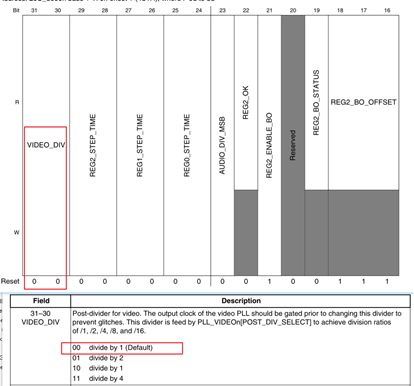 Bit 31 30 29 28 27 26 25 24 23 22 21 20 19 18 17 16
R
VIDEO_DIV
REG2_STEP_TIME
REG1_STEP_TIME
REG0_STEP_TIME
AUDIO_DIV_MSB
REG2_OK
REG2_ENABLE_BO
Reserved
REG2_BO_STATUS
REG2_BO_OFFSET
W
Reset 0 0 0 0 0 0 0 0 0 0 1 0 0 1 1 1
Field Description
31–30 Post-divider for video. The output clock of the video PLL should be gated prior to changing this divider to
VIDEO_DIV prevent glitches. This divider is feed by PLL_VIDEOn[POST_DIV_SELECT] to achieve division ratios
of /1, /2, /4, /8, and /16.
00 divide by 1 (Default)
01 divide by 2
10 divide by 1
11 divide by 4